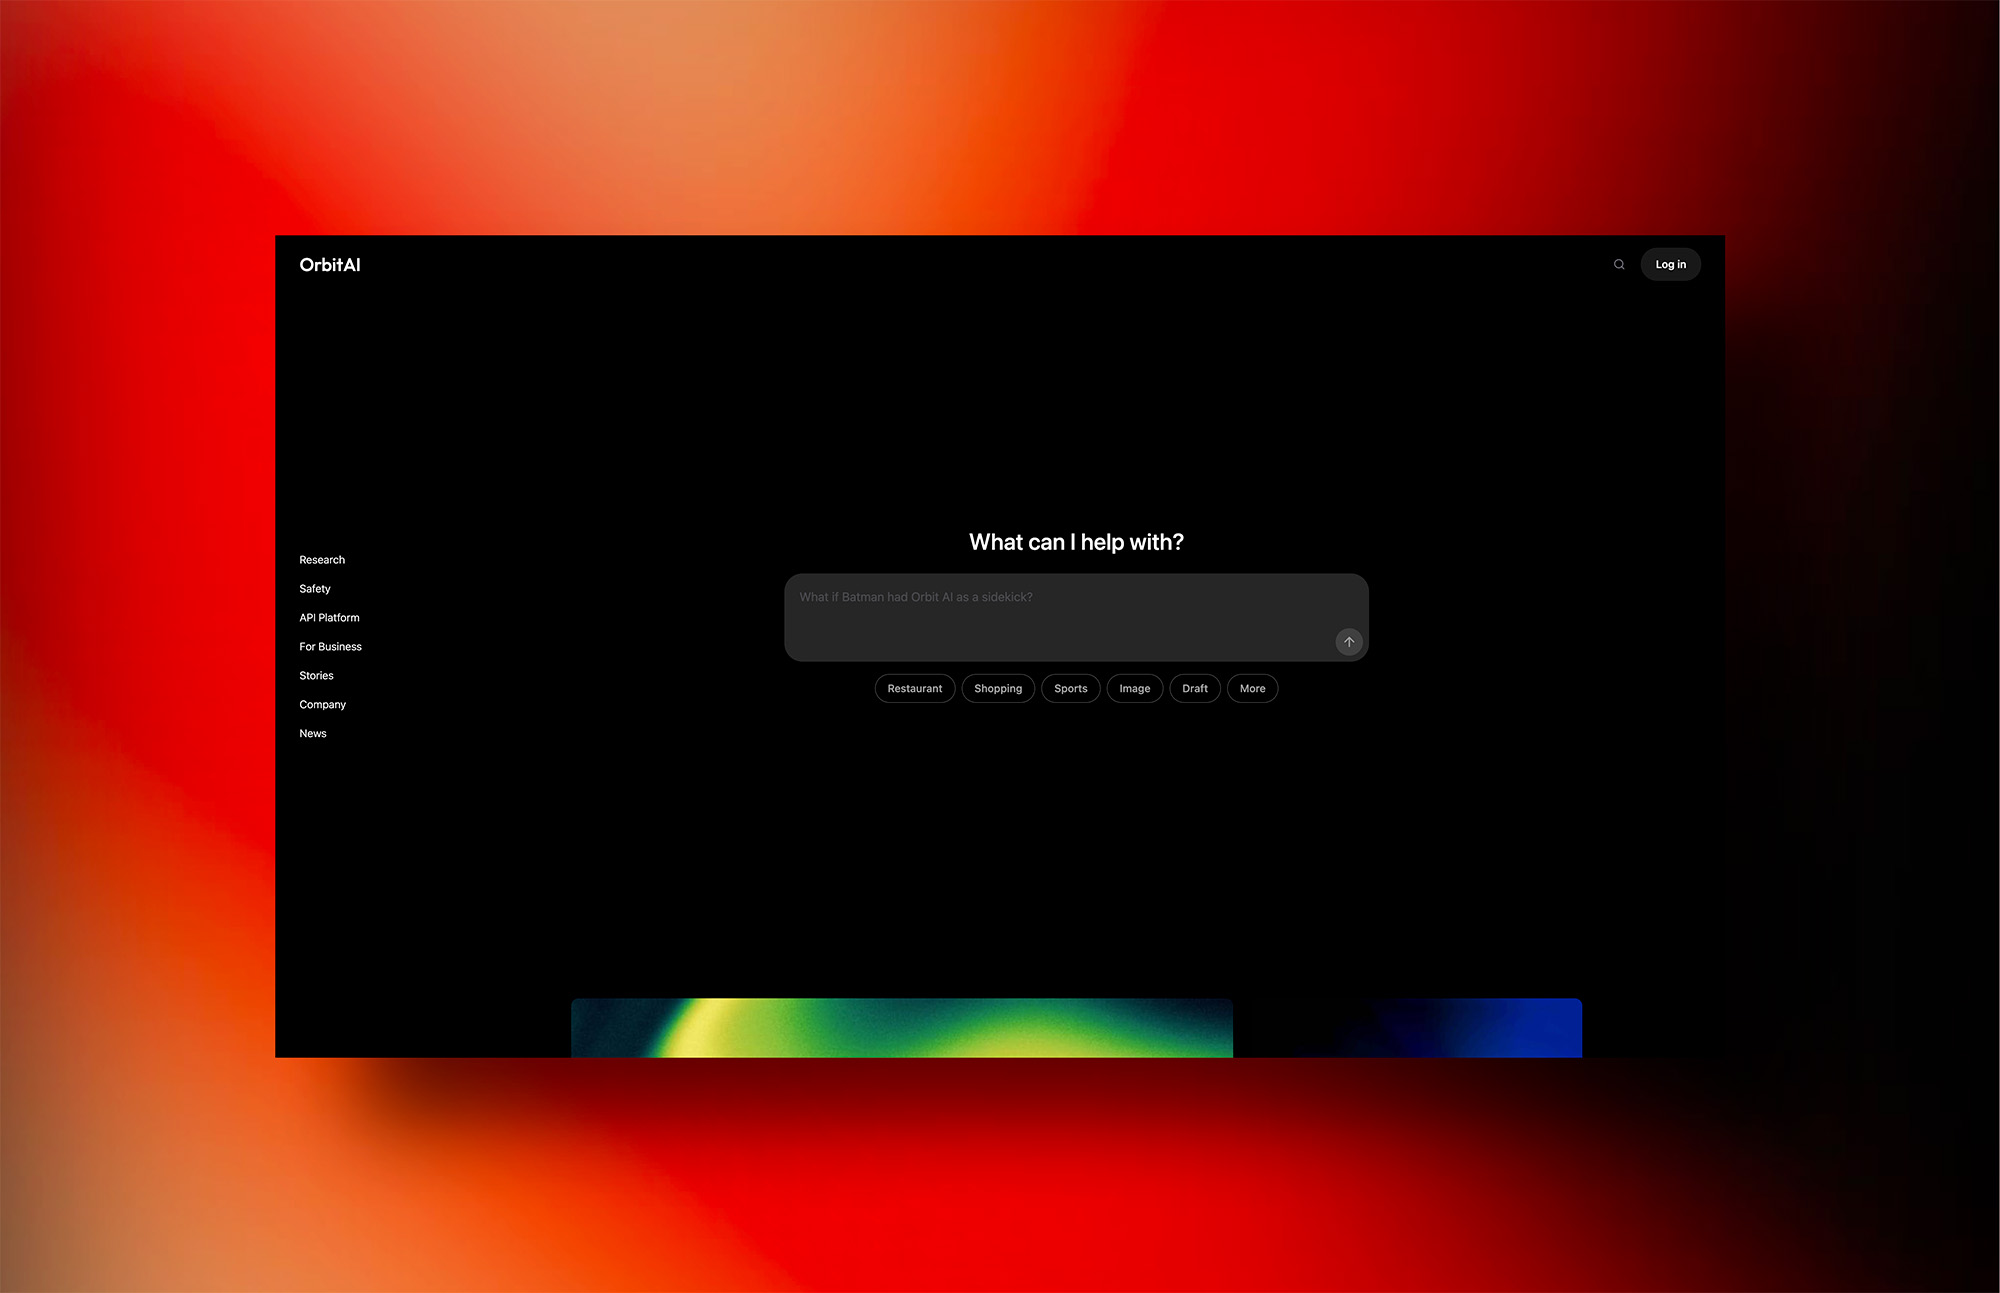 OrbitAI
Log in
Research
Safety
API Platform
For Business
Stories
Company
News
What can I help with?
What if Batman had Orbit AI as a sidekick?
Restaurant
Shopping
Sports
Image
Draft
More